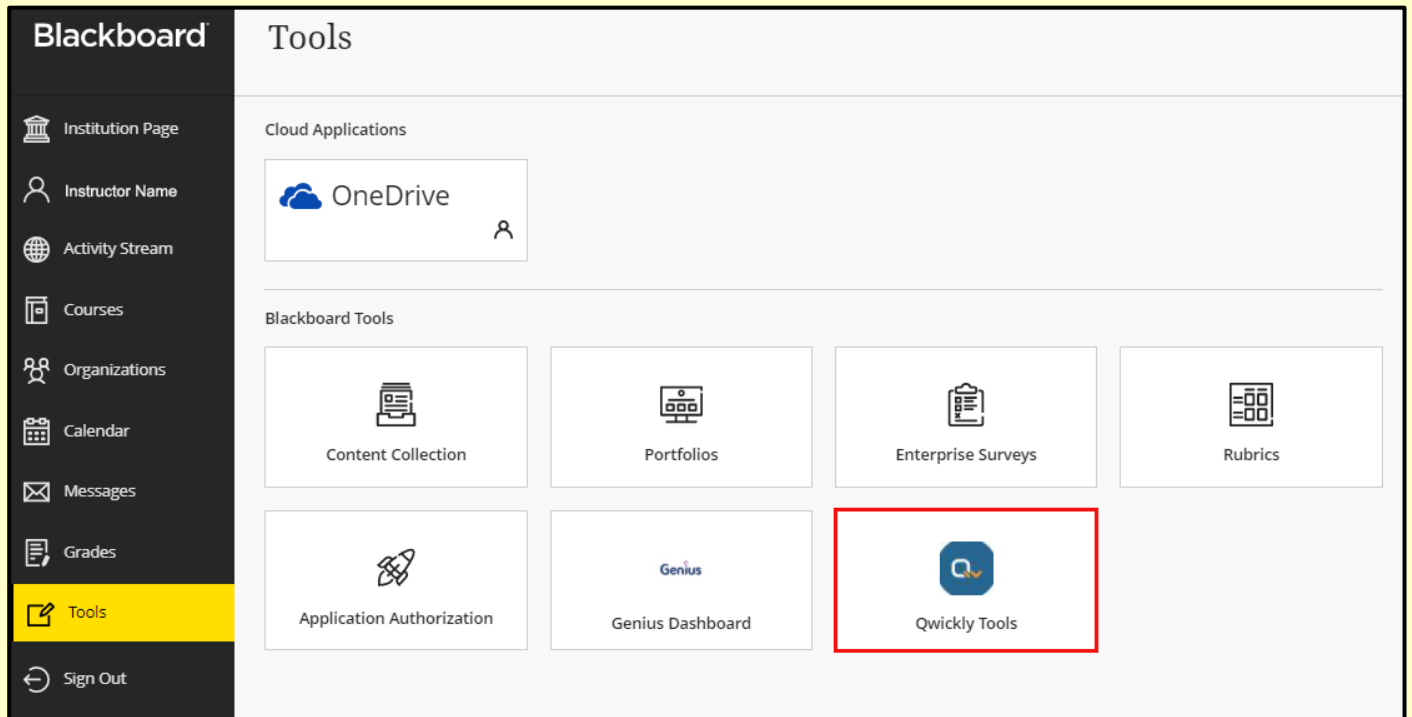 Blackboard
Tools
Institution Page
Instructor Name
Activity Stream
Courses
Organizations
Calendar
Messages
Grades
Tools
Sign Out
Cloud Applications
OneDrive
Blackboard Tools
Content Collection
Portfolios
Enterprise Surveys
Rubrics
Application Authorization
Genius
Genius Dashboard
Qwickly Tools